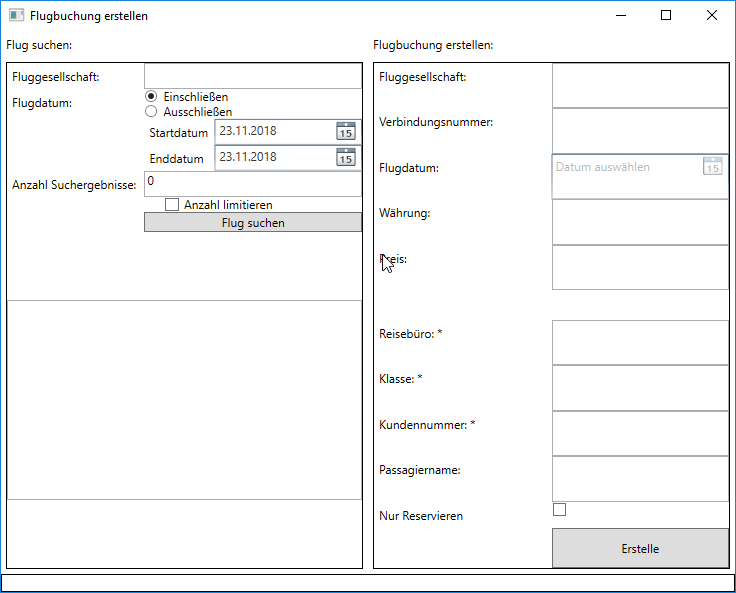 Flugbuchung erstellen
Flug suchen:
Fluggesellschaft:
Flugdatum:
Einschließen
Ausschließen
Startdatum 23.11.2018 15
Enddatum 23.11.2018 15
Anzahl Suchergebnisse: 0
Anzahl limitieren
Flug suchen
Flugbuchung erstellen:
Fluggesellschaft:
Verbindungsnummer:
Flugdatum: Datum auswählen 15
Währung:
Preis:
Reisebüro: *
Klasse: *
Kundennummer: *
Passagiername:
Nur Reservieren
Erstelle